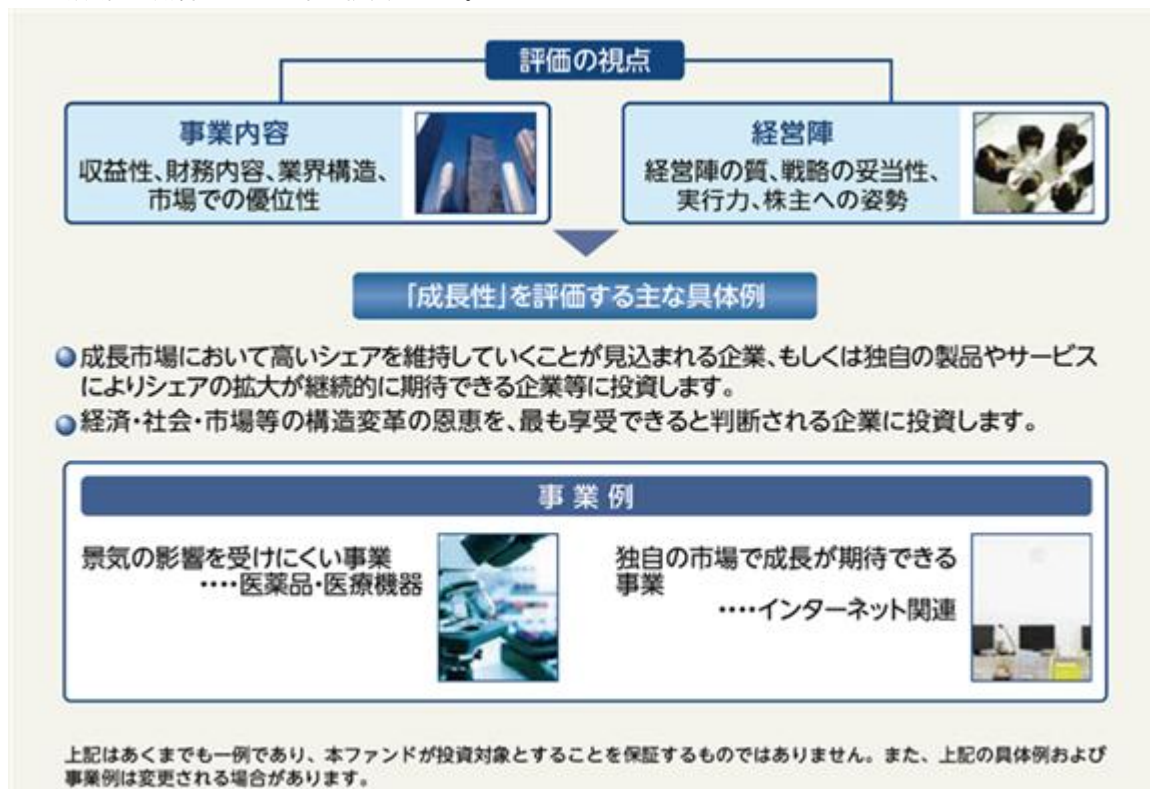 評価の視点
事業内容
収益性、財務内容、業界構造、
市場での優位性
経営陣
経営陣の質、戦略の妥当性、
実行力、株主への姿勢
「成長性」を評価する主な具体例
成長市場において高いシェアを維持していくことが見込まれる企業、もしくは独自の製品やサービス
によりシェアの拡大が継続的に期待できる企業等に投資します。
経済・社会・市場等の構造変革の恩恵を、最も享受できると判断される企業に投資します。
事業例
景気の影響を受けにくい事業
····医薬品・医療機器
独自の市場で成長が期待できる
事業
····インターネット関連
上記はあくまでも一例であり、本ファンドが投資対象とすることを保証するものではありません。また、上記の具体例および
事業例は変更される場合があります。